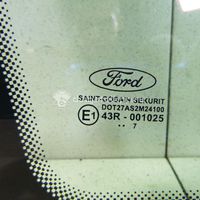 Ford
SAINT-GOBAIN SEKURIT
DOT27AS2M24100
E1 43R - 001025
.. 7